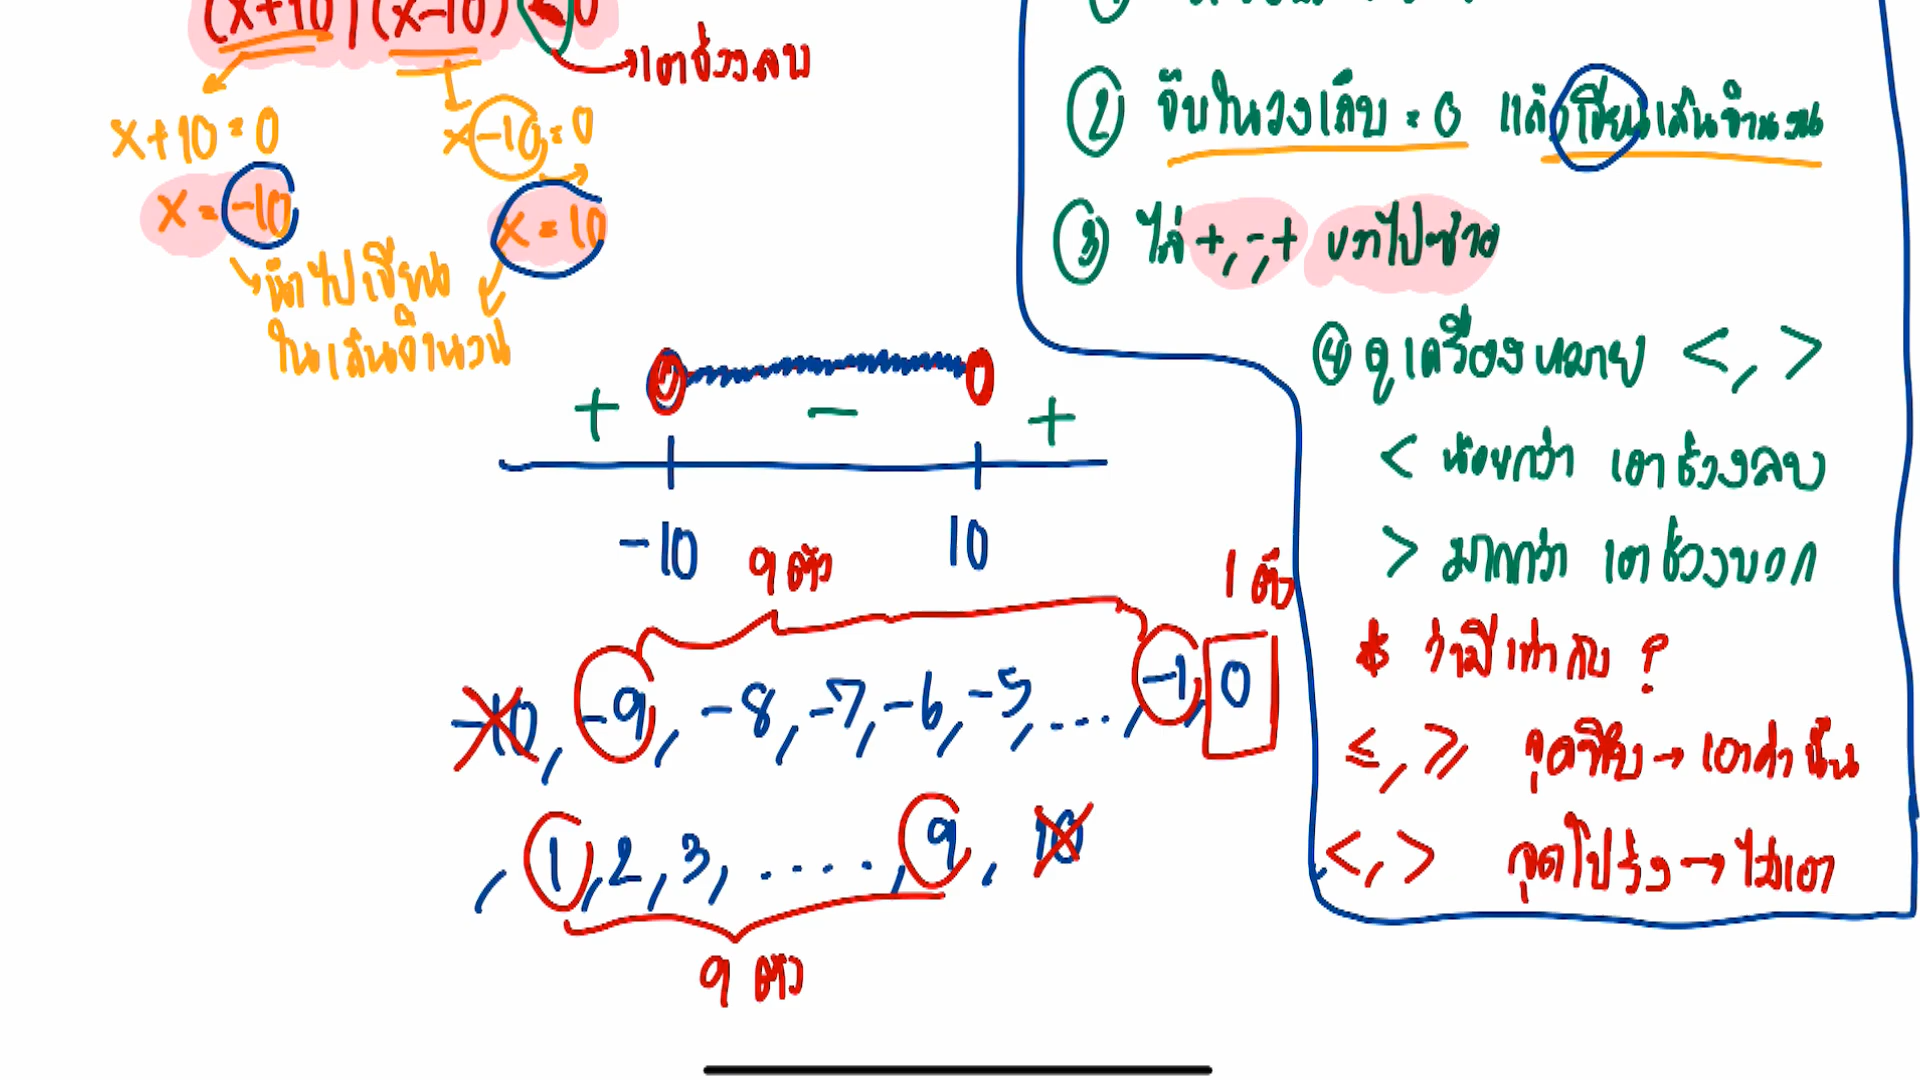 (x+10)(x-10) < 0
→เอาช่วงลบ
x+10=0
x-10=0
x = -10
x = 10
นำไปเขียน
ในเส้นจำนวน
② จับในวงเล็บ = 0 แล้วเขียนเส้นจำนวน
③ ใส่ +,-,+ ขวาไปซ้าย
④ ดูเครื่องหมาย <, >
< น้อยกว่า เอาช่วงลบ
> มากกว่า เอาช่วงบวก
* ว่ามีเท่ากับ ?
≤, ≥ จุดทึบ → เอาค่านั้น
<, > จุดโปร่ง → ไม่เอา
+ - +
-10 10
9 ตัว
1 ตัว
-10, -9, -8, -7, -6, -5, ...., -1, 0
, 1, 2, 3, ....., 9, 10
9 ตัว